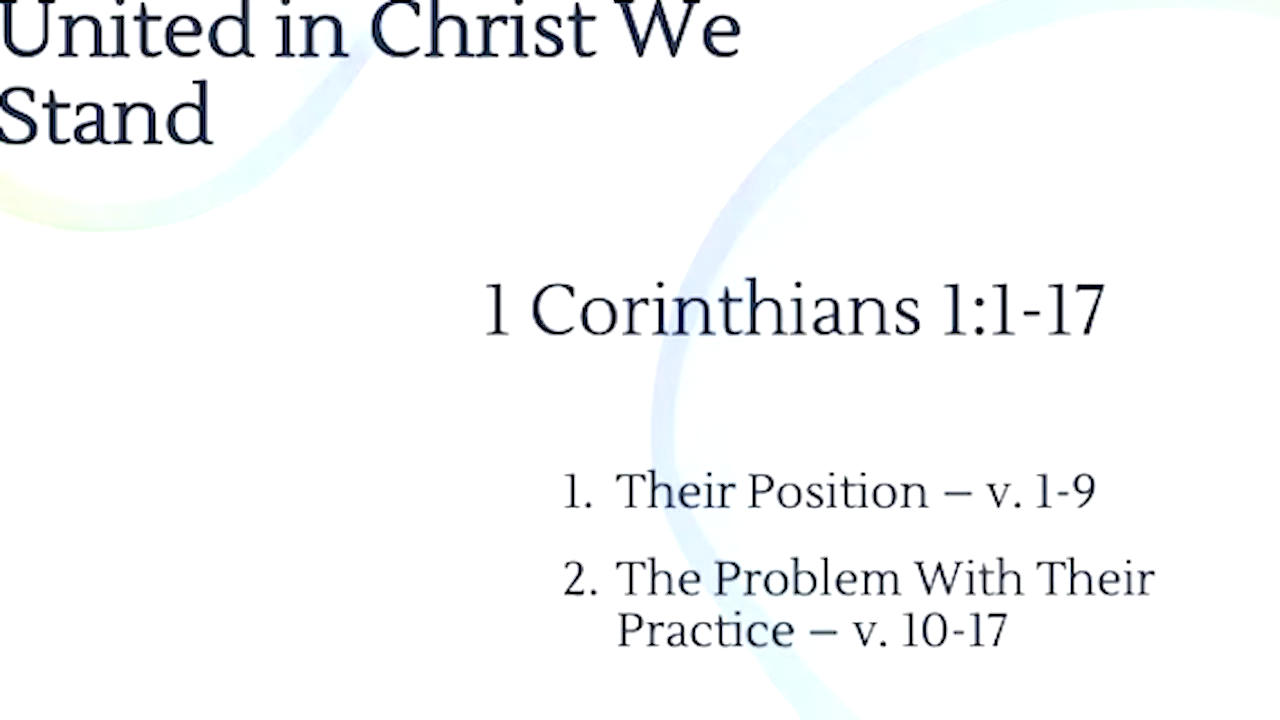 United in Christ We
Stand
1 Corinthians 1:1-17
1. Their Position – v. 1-9
2. The Problem With Their
Practice – v. 10-17